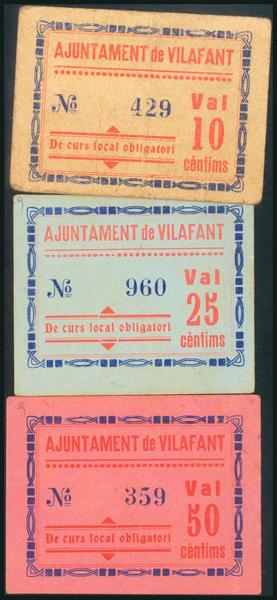 AJUNTAMENT de VILAFANT
No 429
Val
10
cèntims
De curs local obligatori
AJUNTAMENT de VILAFANT
No 960
Val
25
cèntims
De curs local obligatori
AJUNTAMENT de VILAFANT
No 359
Val
50
cèntims
De curs local obligatori